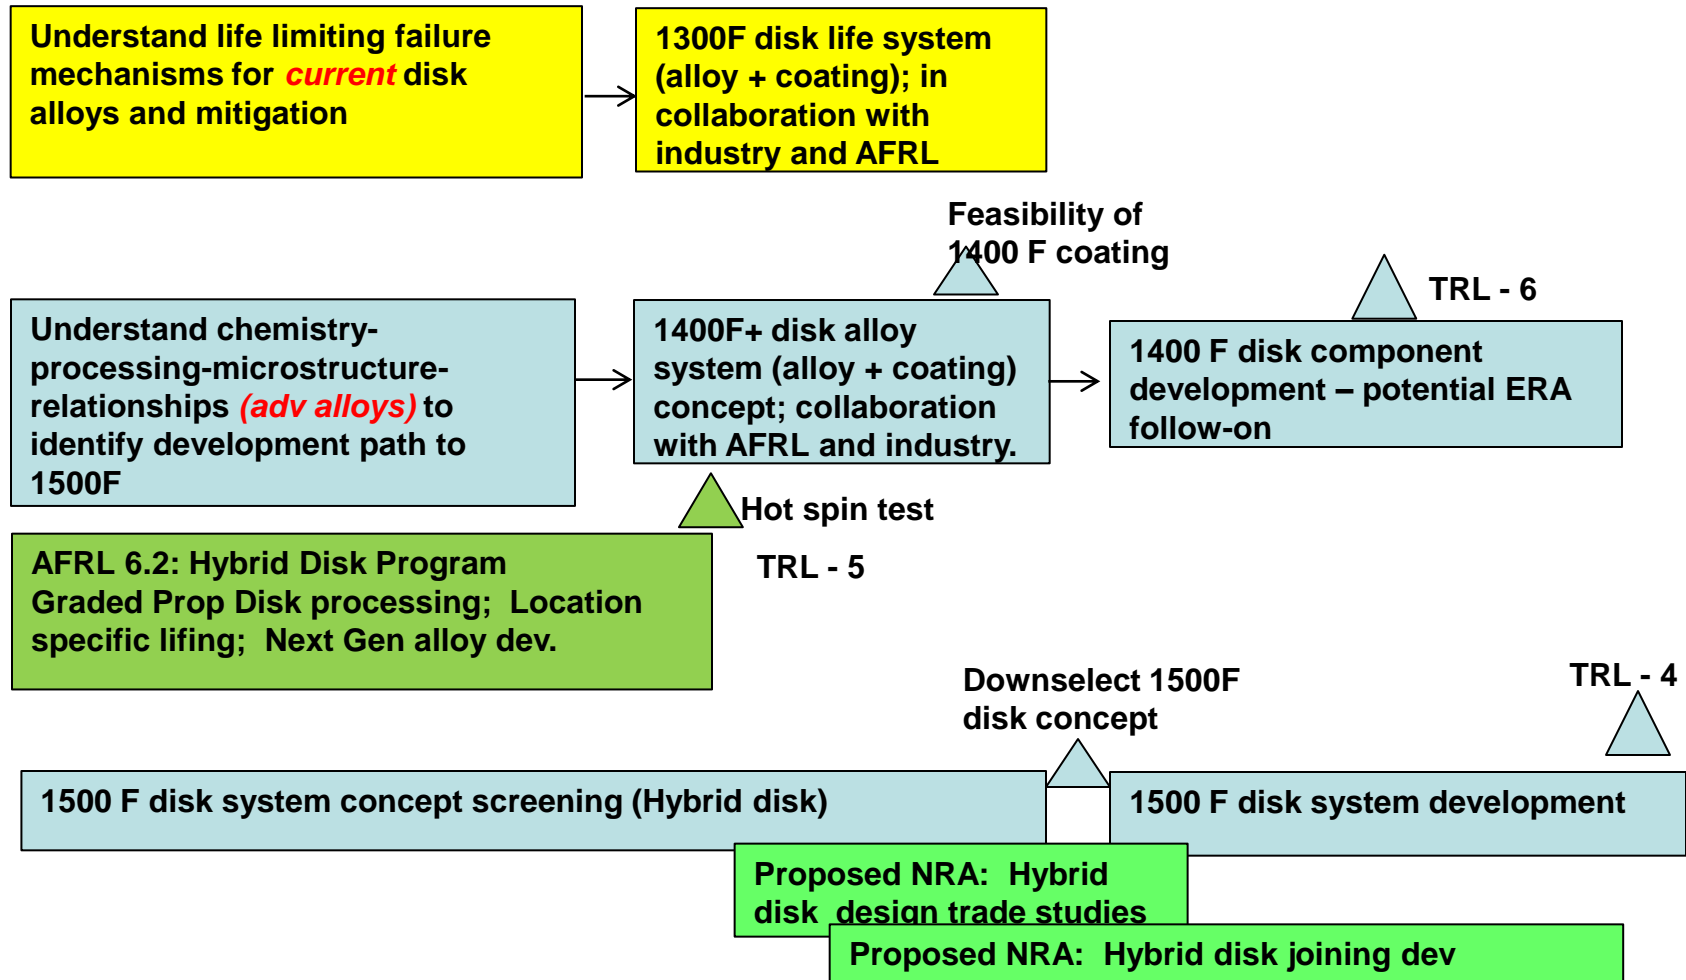 Understand life limiting failure
mechanisms for current disk
alloys and mitigation
1300F disk life system
(alloy + coating); in
collaboration with
industry and AFRL
Feasibility of
1400 F coating
TRL - 6
Understand chemistry-
processing-microstructure-
relationships (adv alloys) to
identify development path to
1500F
1400F+ disk alloy
system (alloy + coating)
concept; collaboration
with AFRL and industry.
1400 F disk component
development – potential ERA
follow-on
Hot spin test
TRL - 5
AFRL 6.2: Hybrid Disk Program
Graded Prop Disk processing; Location
specific lifing; Next Gen alloy dev.
Downselect 1500F
disk concept
TRL - 4
1500 F disk system concept screening (Hybrid disk)
1500 F disk system development
Proposed NRA: Hybrid
disk design trade studies
Proposed NRA: Hybrid disk joining dev